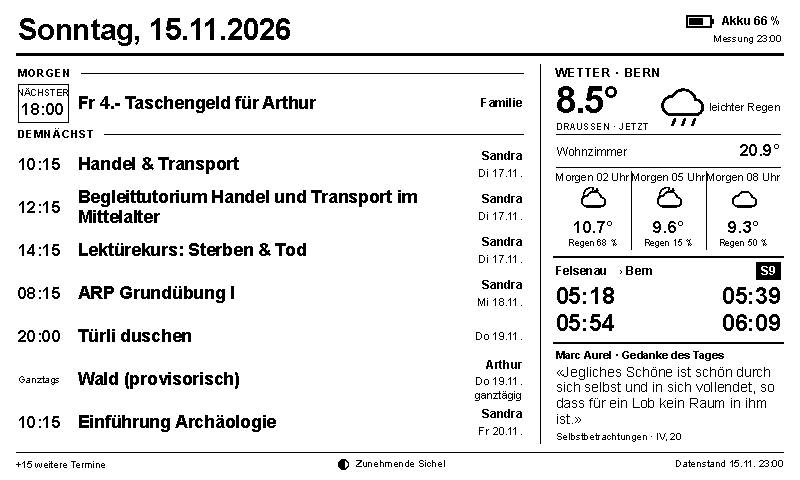 Sonntag, 15.11.2026
Akku 66 %
Messung 23:00
MORGEN
NÄCHSTER
18:00
Fr 4.- Taschengeld für Arthur
Familie
DEMNÄCHST
10:15
Handel & Transport
Sandra
Di 17.11.
12:15
Begleittutorium Handel und Transport im
Mittelalter
Sandra
Di 17.11.
14:15
Lektürekurs: Sterben & Tod
Sandra
Di 17.11.
08:15
ARP Grundübung I
Sandra
Mi 18.11.
20:00
Türli duschen
Do 19.11.
Ganztags
Wald (provisorisch)
Arthur
Do 19.11.
ganztägig
10:15
Einführung Archäologie
Sandra
Fr 20.11.
WETTER · BERN
8.5°
leichter Regen
DRAUSSEN · JETZT
Wohnzimmer
20.9°
Morgen 02 Uhr
Morgen 05 Uhr
Morgen 08 Uhr
10.7°
9.6°
9.3°
Regen 68 %
Regen 15 %
Regen 50 %
Felsenau › Bern
S9
05:18
05:39
05:54
06:09
Marc Aurel · Gedanke des Tages
«Jegliches Schöne ist schön durch
sich selbst und in sich vollendet, so
dass für ein Lob kein Raum in ihm
ist.»
Selbstbetrachtungen · IV, 20
+15 weitere Termine
Zunehmende Sichel
Datenstand 15.11. 23:00